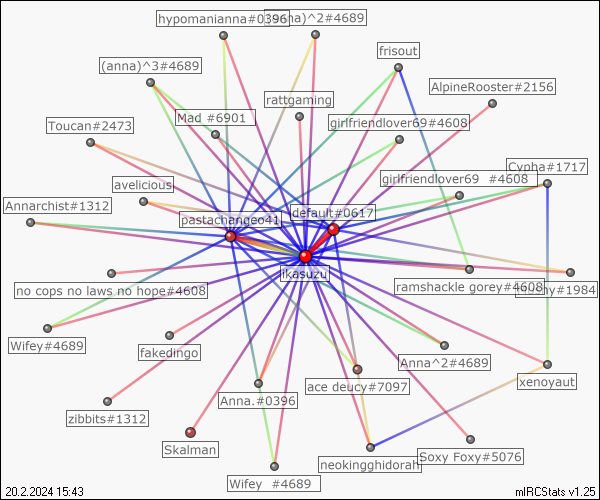 hypomanianna#0396
)^2#4689
frisout
(anna)^3#4689
AlpineRooster#2156
rattgaming
Mad #6901
girlfriendlover69#4608
Toucan#2473
Cypha#1717
girlfriendlover69 #4608
avelicious
Annarchist#1312
pastachangeo41
default#0617
likasuzu
no cops no laws no hope#4608
ramshackle gorey#4608
#1984
Wifey#4689
fakedingo
Anna^2#4689
xenoyaut
ace deucy#7097
Anna.#0396
zibbits#1312
Skalman
Soxy Foxy#5076
neokingghidorah
Wifey #4689
20.2.2024 15:43
mIRCStats v1.25